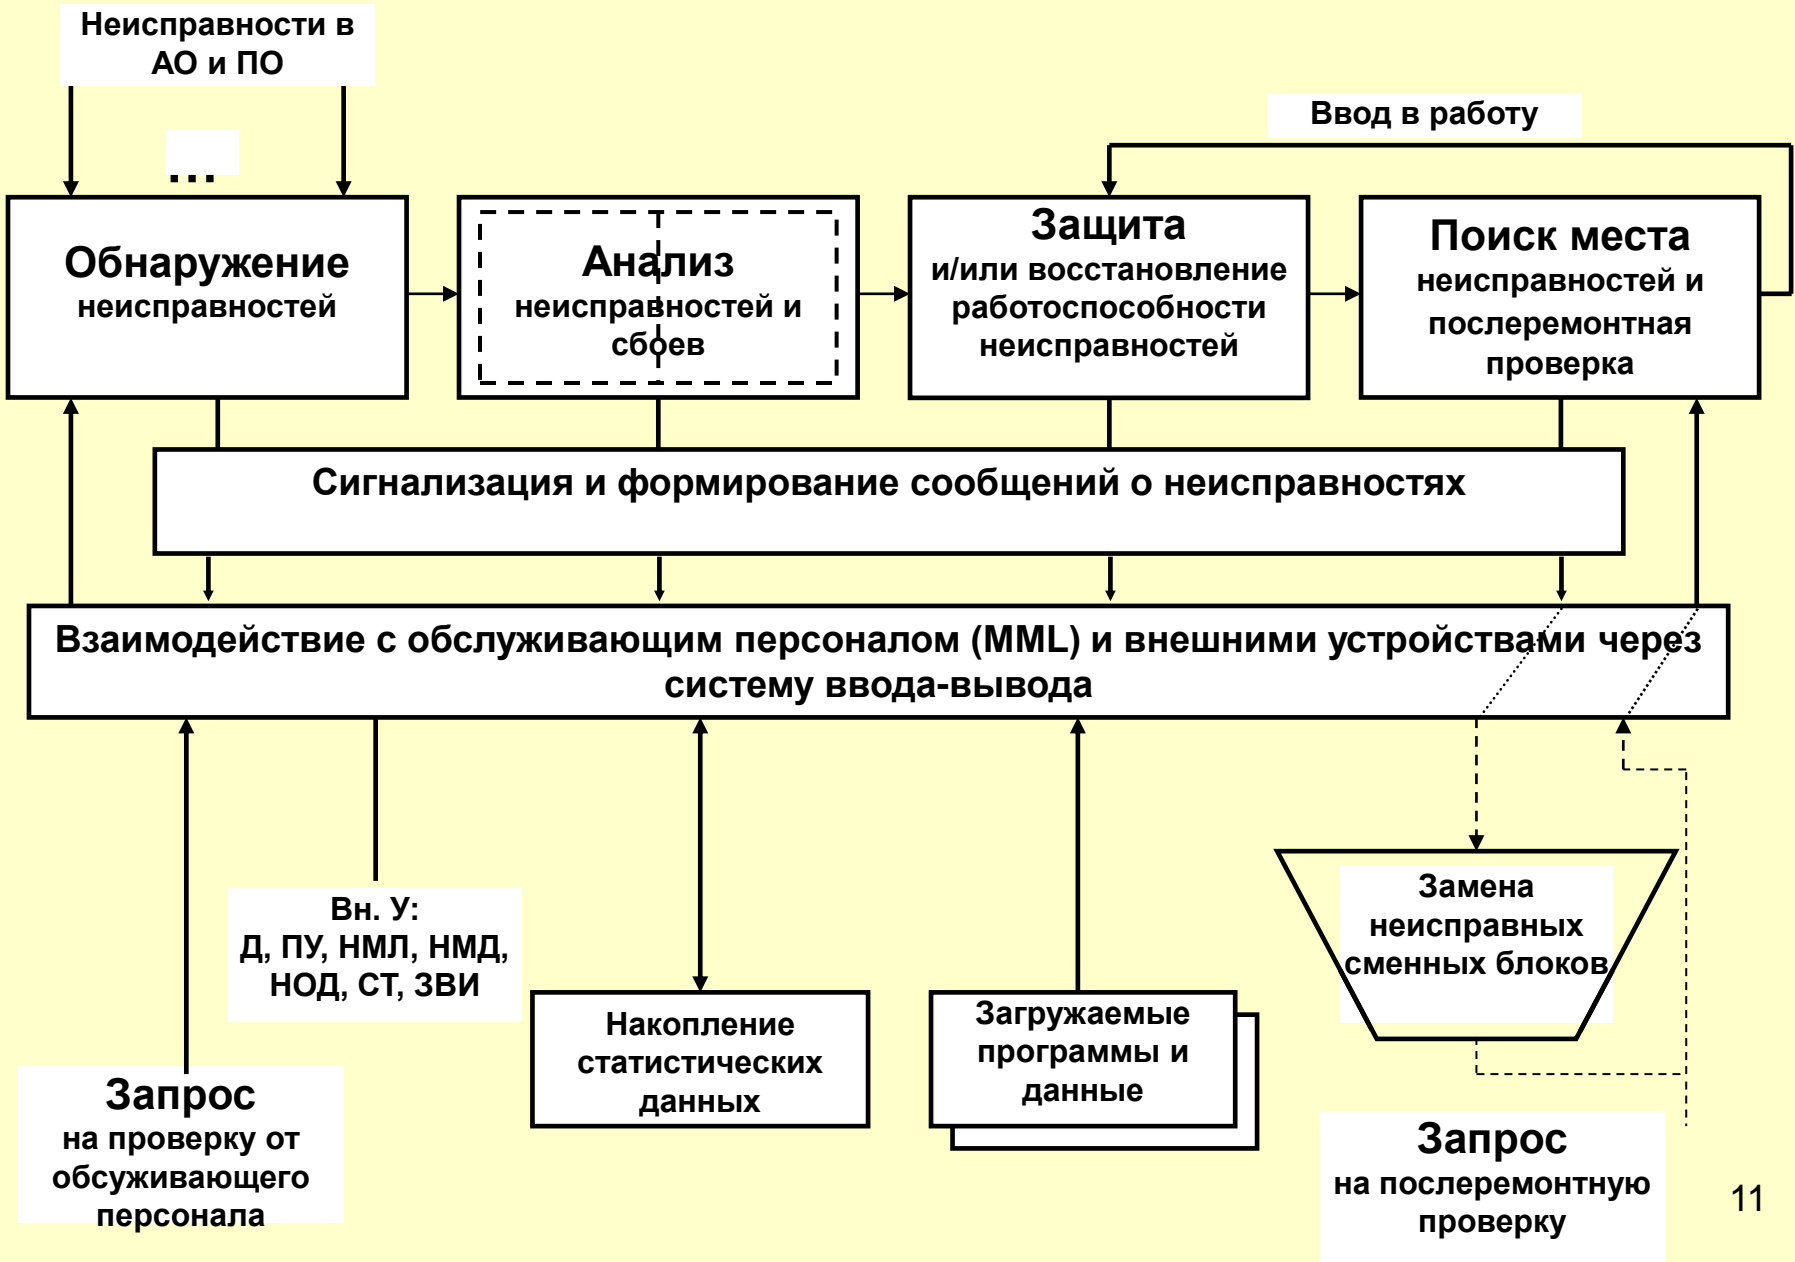 Неисправности в
АО и ПО
...
Ввод в работу
Обнаружение
неисправностей
Анализ
неисправностей и
сбоев
Защита
и/или восстановление
работоспособности
неисправностей
Поиск места
неисправностей и
послеремонтная
проверка
Сигнализация и формирование сообщений о неисправностях
Взаимодействие с обслуживающим персоналом (MML) и внешними устройствами через
систему ввода-вывода
Вн. У:
Д, ПУ, НМЛ, НМД,
НОД, СТ, ЗВИ
Замена
неисправных
сменных блоков
Накопление
статистических
данных
Загружаемые
программы и
данные
Запрос
на проверку от
обсуживающего
персонала
Запрос
на послеремонтную
проверку
11